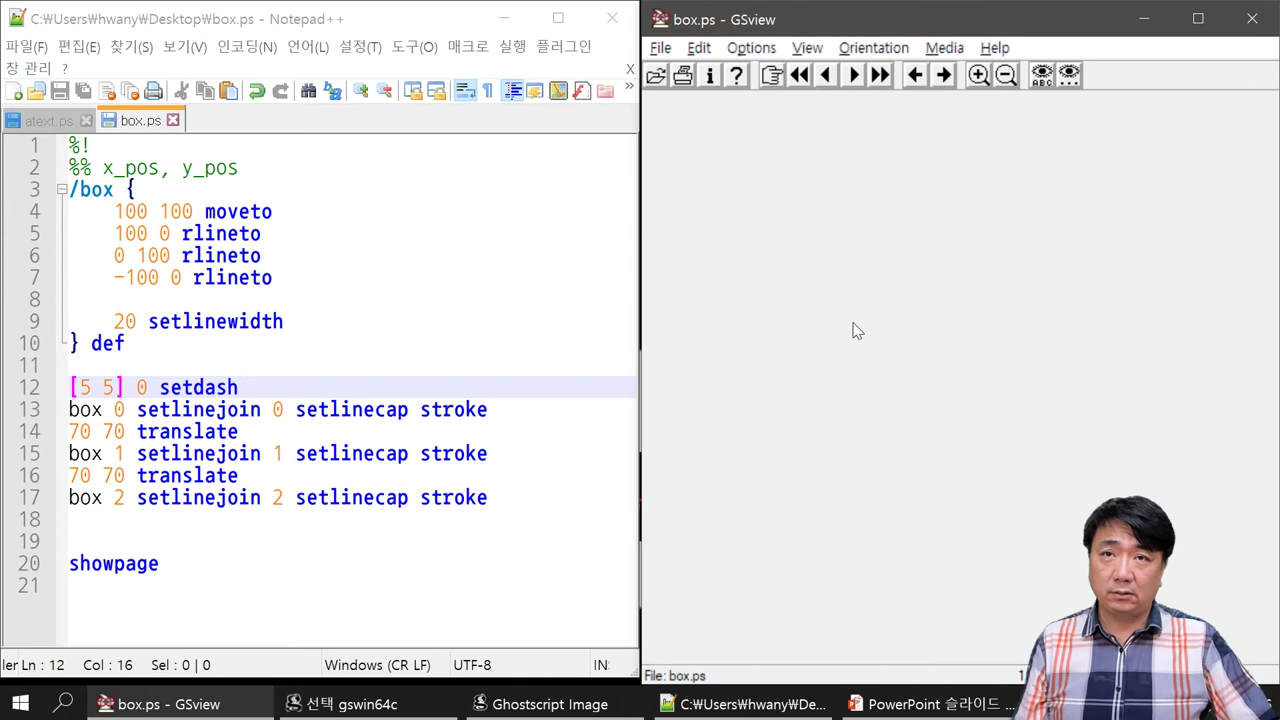 C:₩Users₩hwany₩Desktop₩box.ps - Notepad++
파일(F) 편집(E) 찾기(S) 보기(V) 인코딩(N) 언어(L) 설정(T) 도구(O) 매크로 실행 플러그인
창 관리 ? X
atext.ps box.ps
1 %!
2 %% x_pos, y_pos
3 /box {
4 100 100 moveto
5 100 0 rlineto
6 0 100 rlineto
7 -100 0 rlineto
8
9 20 setlinewidth
10 } def
11
12 [5 5] 0 setdash
13 box 0 setlinejoin 0 setlinecap stroke
14 70 70 translate
15 box 1 setlinejoin 1 setlinecap stroke
16 70 70 translate
17 box 2 setlinejoin 2 setlinecap stroke
18
19
20 showpage
21
ler Ln : 12 Col : 16 Sel : 0 | 0 Windows (CR LF) UTF-8 IN:
box.ps - GSview
File Edit Options View Orientation Media Help
ABC
File: box.ps 1
box.ps - GSview 선택 gswin64c Ghostscript Image C:₩Users₩hwany₩De... PowerPoint 슬라이드 ...